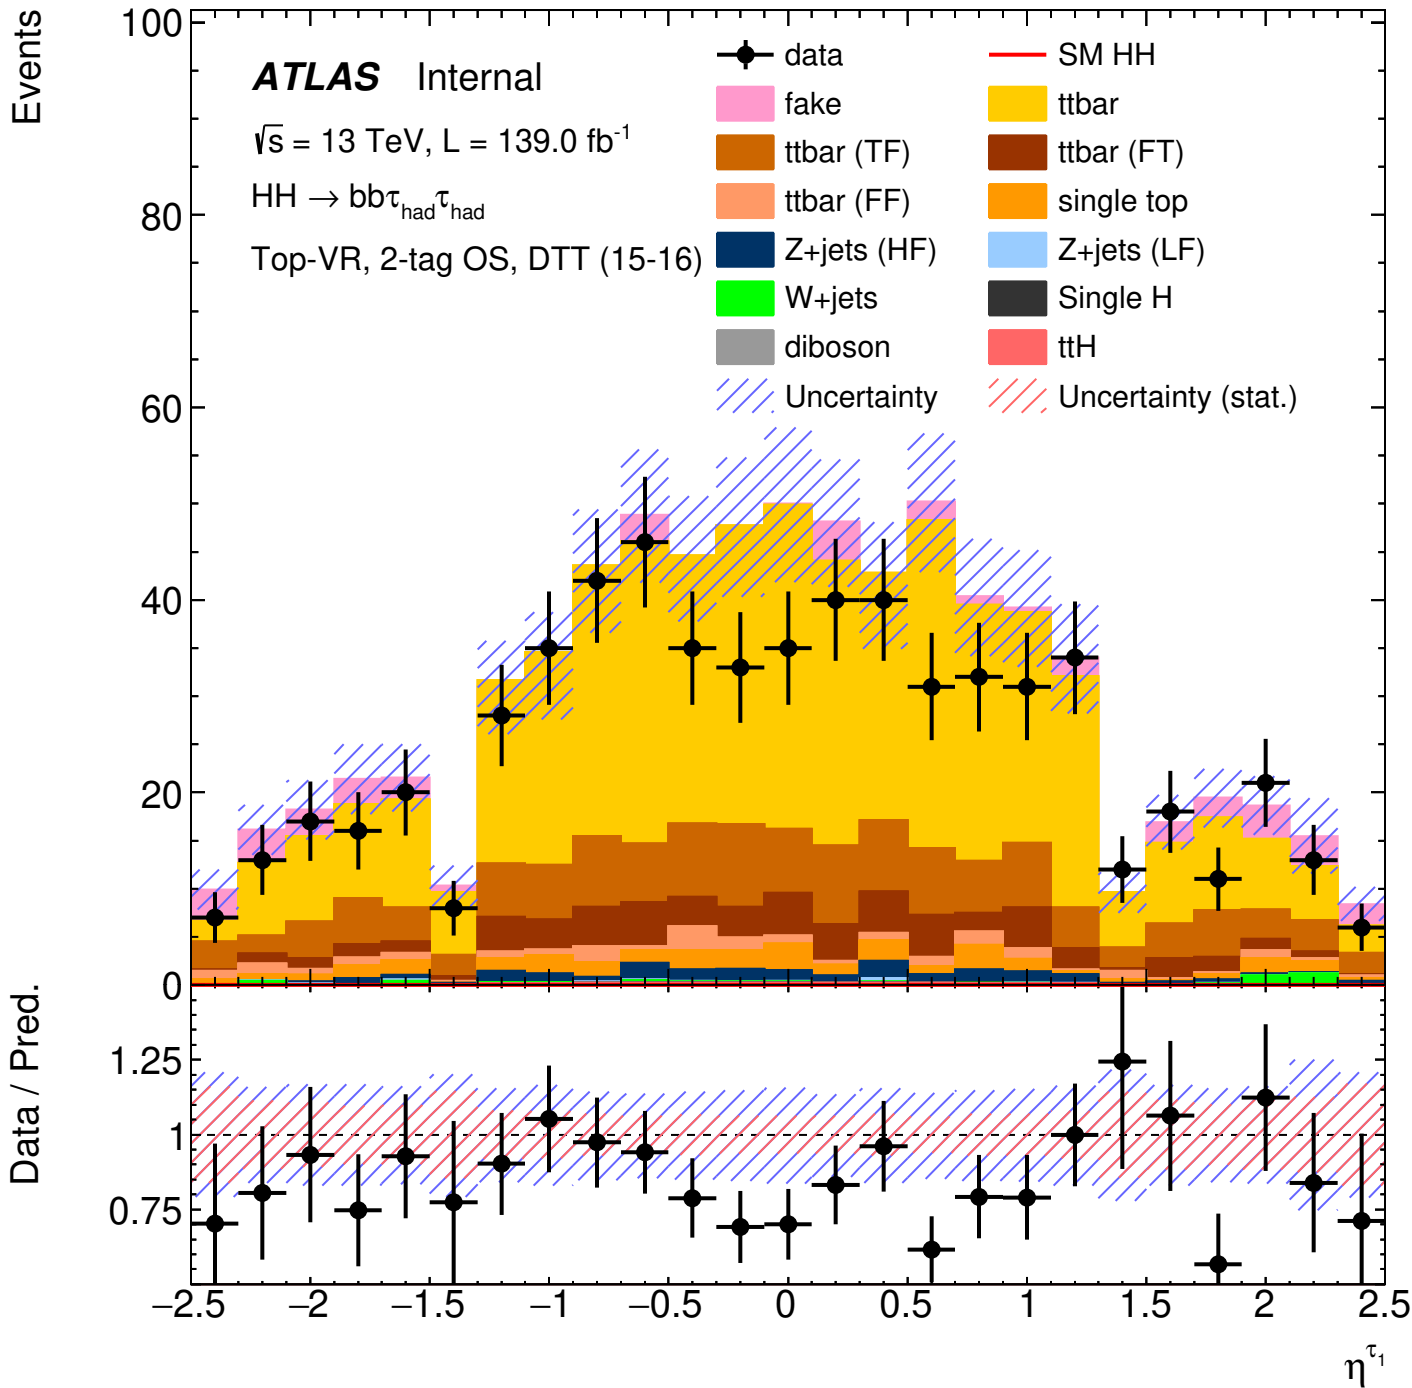 Events
100
80
60
40
20
0
ATLAS Internal
√s = 13 TeV, L = 139.0 fb⁻¹
HH → bbτhadτhad
Top-VR, 2-tag OS, DTT (15-16)
data
SM HH
fake
ttbar
ttbar (TF)
ttbar (FT)
ttbar (FF)
single top
Z+jets (HF)
Z+jets (LF)
W+jets
Single H
diboson
ttH
Uncertainty
Uncertainty (stat.)
Data / Pred.
1.25
1
0.75
−2.5 −2 −1.5 −1 −0.5 0 0.5 1 1.5 2 2.5
η^τ₁